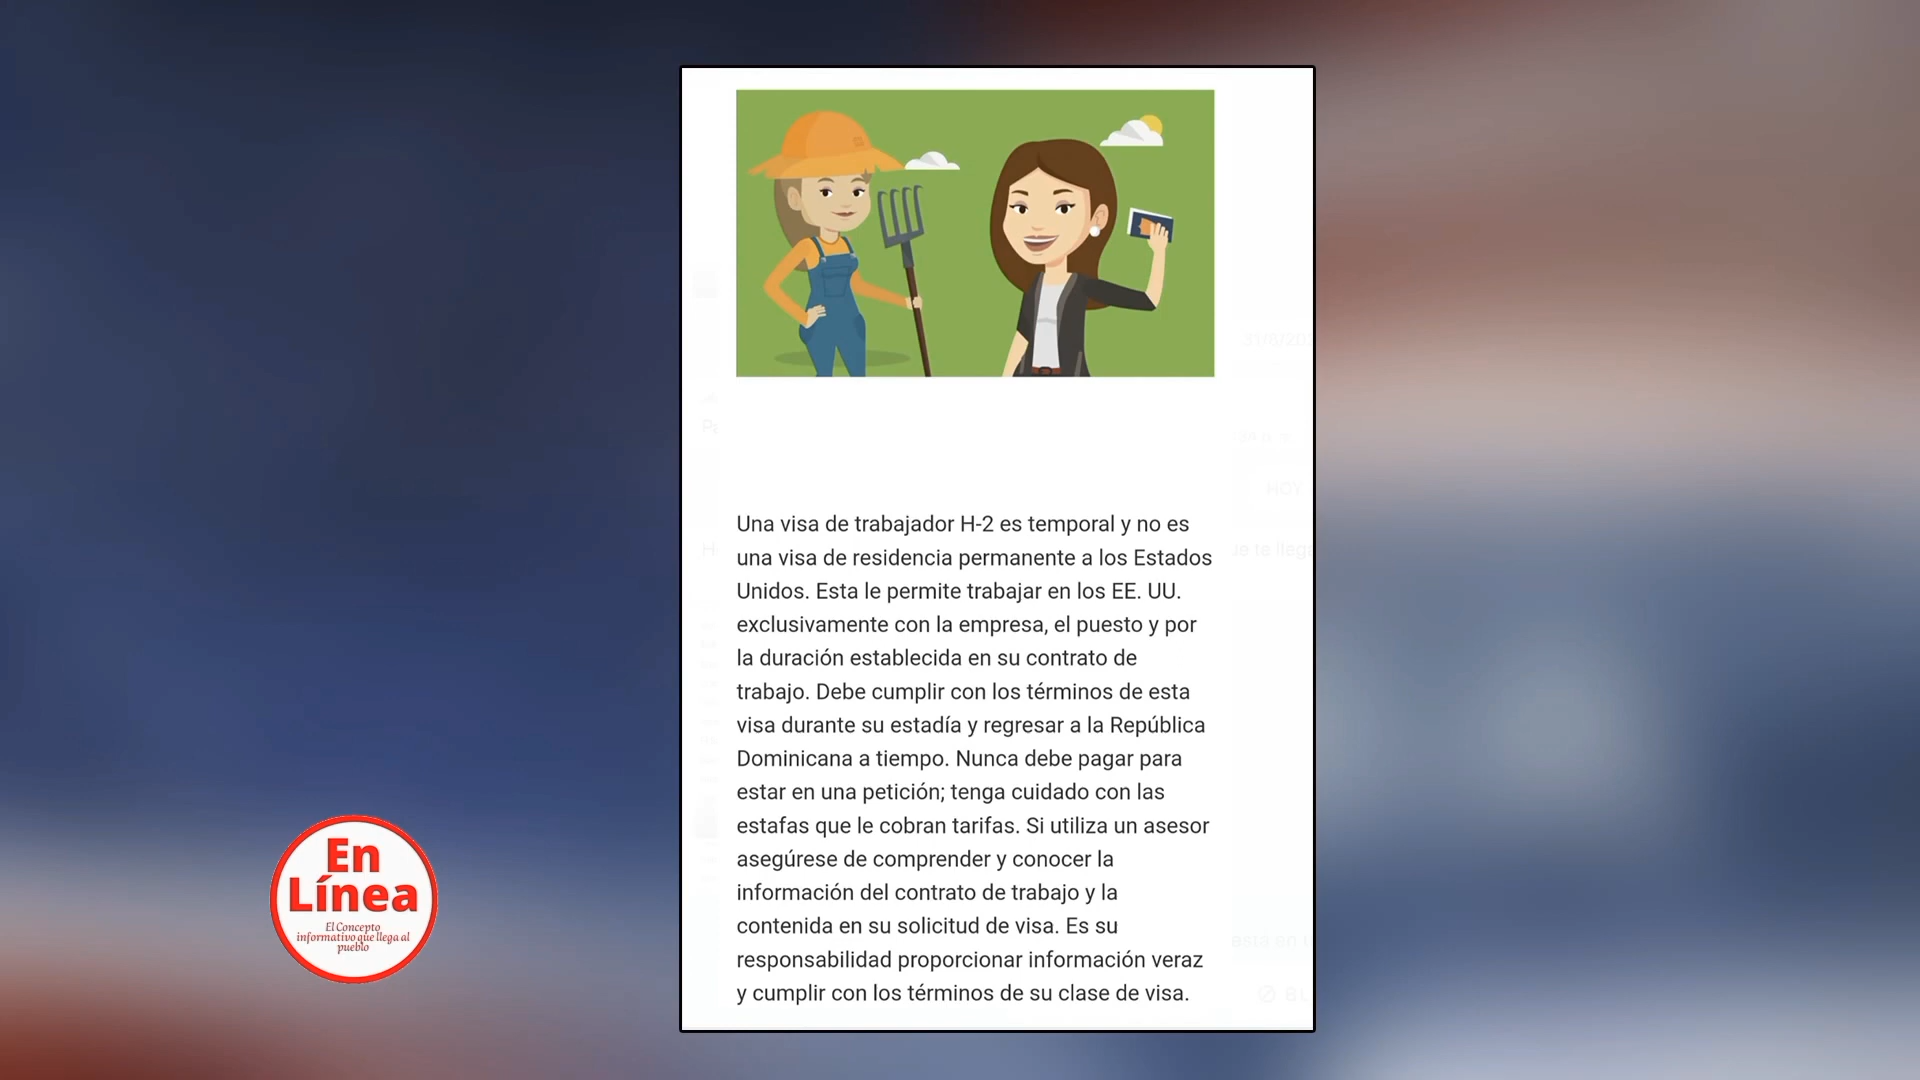 Una visa de trabajador H-2 es temporal y no es
una visa de residencia permanente a los Estados
Unidos. Esta le permite trabajar en los EE. UU.
exclusivamente con la empresa, el puesto y por
la duración establecida en su contrato de
trabajo. Debe cumplir con los términos de esta
visa durante su estadía y regresar a la República
Dominicana a tiempo. Nunca debe pagar para
estar en una petición; tenga cuidado con las
estafas que le cobran tarifas. Si utiliza un asesor
asegúrese de comprender y conocer la
información del contrato de trabajo y la
contenida en su solicitud de visa. Es su
responsabilidad proporcionar información veraz
y cumplir con los términos de su clase de visa.
HOY
En
Línea
El Concepto
informativo que llega al
pueblo